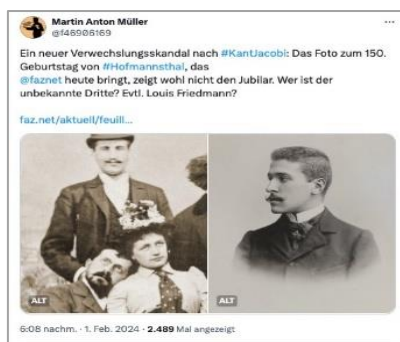 Martin Anton Müller
@f46906169
Ein neuer Verwechslungsskandal nach #KantJacobi: Das Foto zum 150.
Geburtstag von #Hofmannsthal, das
@faznet heute bringt, zeigt wohl nicht den Jubilar. Wer ist der
unbekannte Dritte? Evtl. Louis Friedmann?
faz.net/aktuell/feuill...
ALT
ALT
6:08 nachm. · 1. Feb. 2024 · 2.489 Mal angezeigt